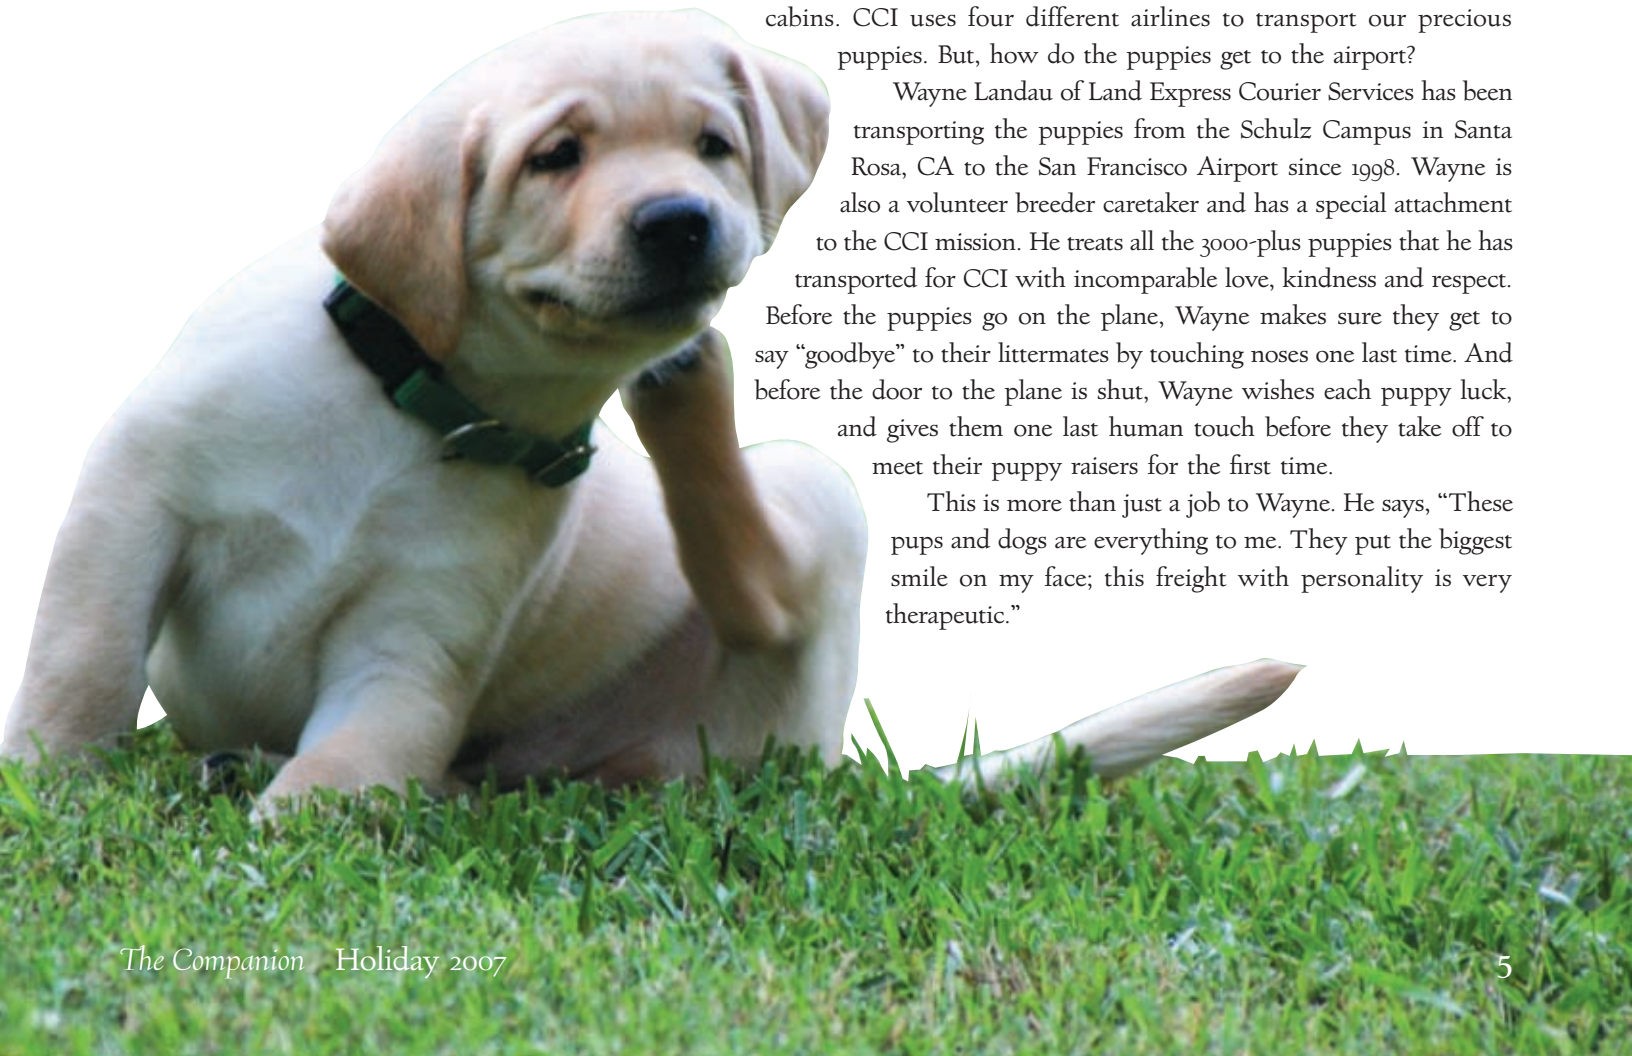 cabins. CCI uses four different airlines to transport our precious
puppies. But, how do the puppies get to the airport?
Wayne Landau of Land Express Courier Services has been
transporting the puppies from the Schulz Campus in Santa
Rosa, CA to the San Francisco Airport since 1998. Wayne is
also a volunteer breeder caretaker and has a special attachment
to the CCI mission. He treats all the 3000-plus puppies that he has
transported for CCI with incomparable love, kindness and respect.
Before the puppies go on the plane, Wayne makes sure they get to
say “goodbye” to their littermates by touching noses one last time. And
before the door to the plane is shut, Wayne wishes each puppy luck,
and gives them one last human touch before they take off to
meet their puppy raisers for the first time.
This is more than just a job to Wayne. He says, “These
pups and dogs are everything to me. They put the biggest
smile on my face; this freight with personality is very
therapeutic.”
The Companion Holiday 2007
5